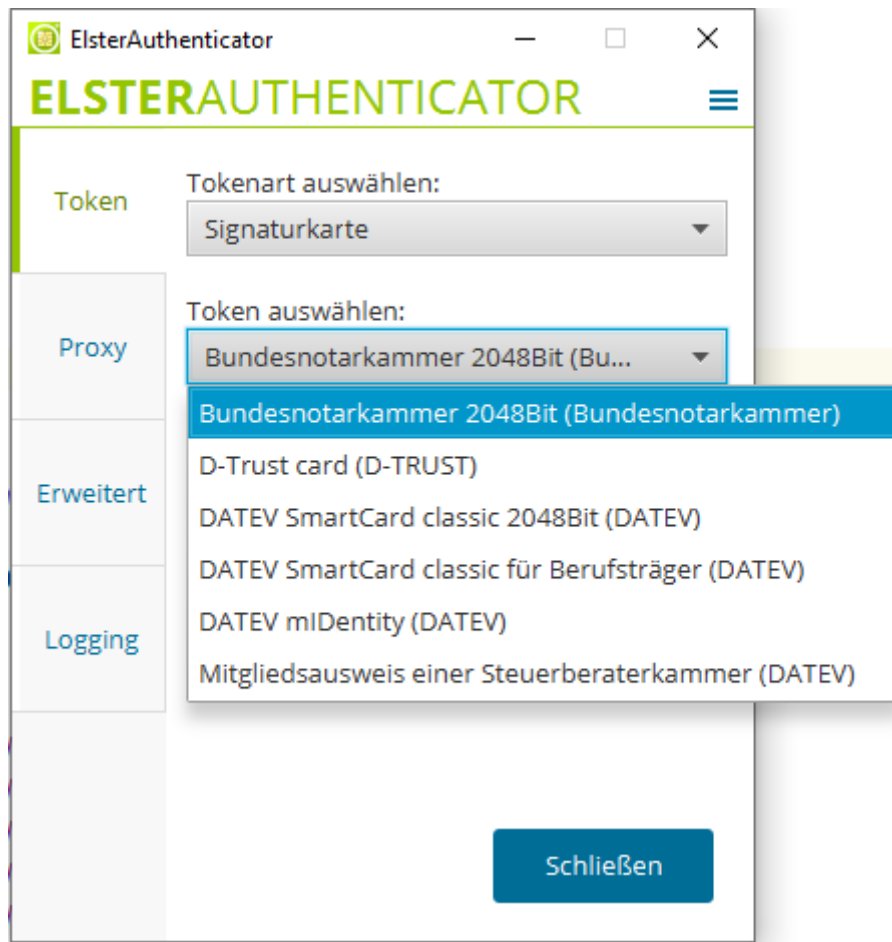 ElsterAuthenticator
ELSTERAUTHENTICATOR
Token
Tokenart auswählen:
Signaturkarte
Token auswählen:
Proxy
Bundesnotarkammer 2048Bit (Bu...
Bundesnotarkammer 2048Bit (Bundesnotarkammer)
D-Trust card (D-TRUST)
Erweitert
DATEV SmartCard classic 2048Bit (DATEV)
DATEV SmartCard classic für Berufsträger (DATEV)
DATEV mIDentity (DATEV)
Logging
Mitgliedsausweis einer Steuerberaterkammer (DATEV)
Schließen